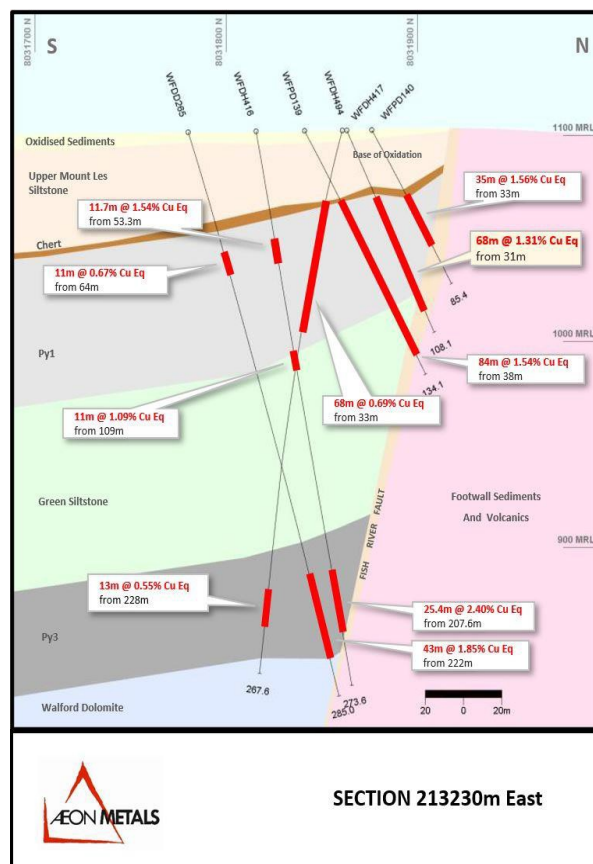 8031700 N
8031800 N
8031900 N
S
N
WFDD265
WFDH416
WFPD139
WFDH494
WFDH417
WFPD140
1100 MRL
Oxidised Sediments
Base of Oxidation
Upper Mount Les
Siltstone
35m @ 1.56% Cu Eq
from 33m
11.7m @ 1.54% Cu Eq
from 53.3m
68m @ 1.31% Cu Eq
from 31m
Chert
11m @ 0.67% Cu Eq
from 64m
85.4
108.1
1000 MRL
Py1
134.1
84m @ 1.54% Cu Eq
from 38m
68m @ 0.69% Cu Eq
from 33m
11m @ 1.09% Cu Eq
from 109m
Green Siltstone
Footwall Sediments
And Volcanics
FISH RIVER FAULT
900 MRL
13m @ 0.55% Cu Eq
from 228m
25.4m @ 2.40% Cu Eq
from 207.6m
Py3
43m @ 1.85% Cu Eq
from 222m
267.6
273.6
285.0
Walford Dolomite
20 0 20m
AEON METALS
SECTION 213230m East